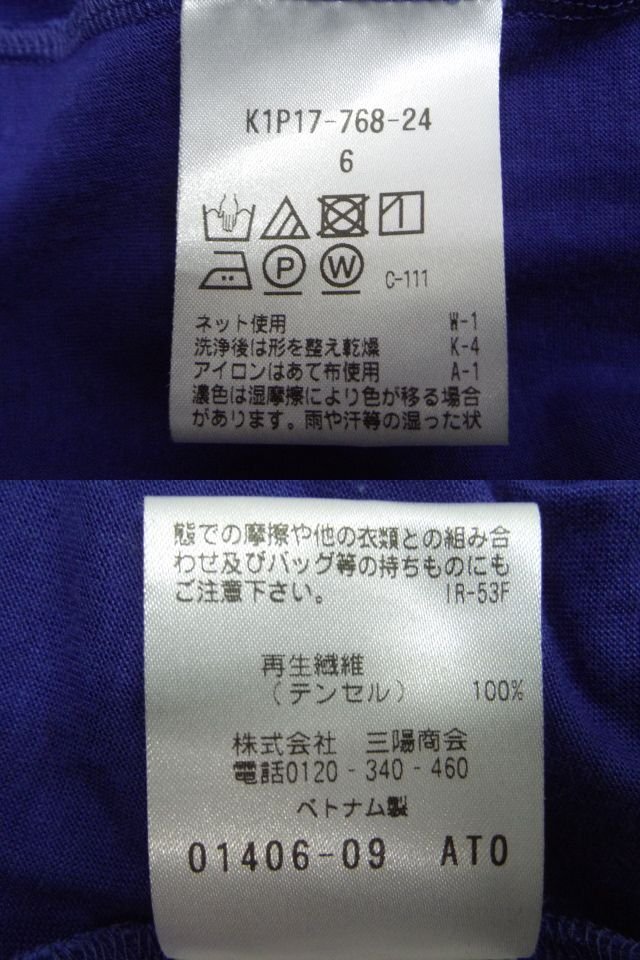 K1P17-768-24
6
P W C-111
ネット使用 W-1
洗浄後は形を整え乾燥 K-4
アイロンはあて布使用 A-1
濃色は湿摩擦により色が移る場合
があります。雨や汗等の湿った状
態での摩擦や他の衣類との組み合
わせ及びバッグ等の持ちものにも
ご注意下さい。 IR-53F
再生繊維
(テンセル) 100%
株式会社 三陽商会
電話0120-340-460
ベトナム製
01406-09 AT0